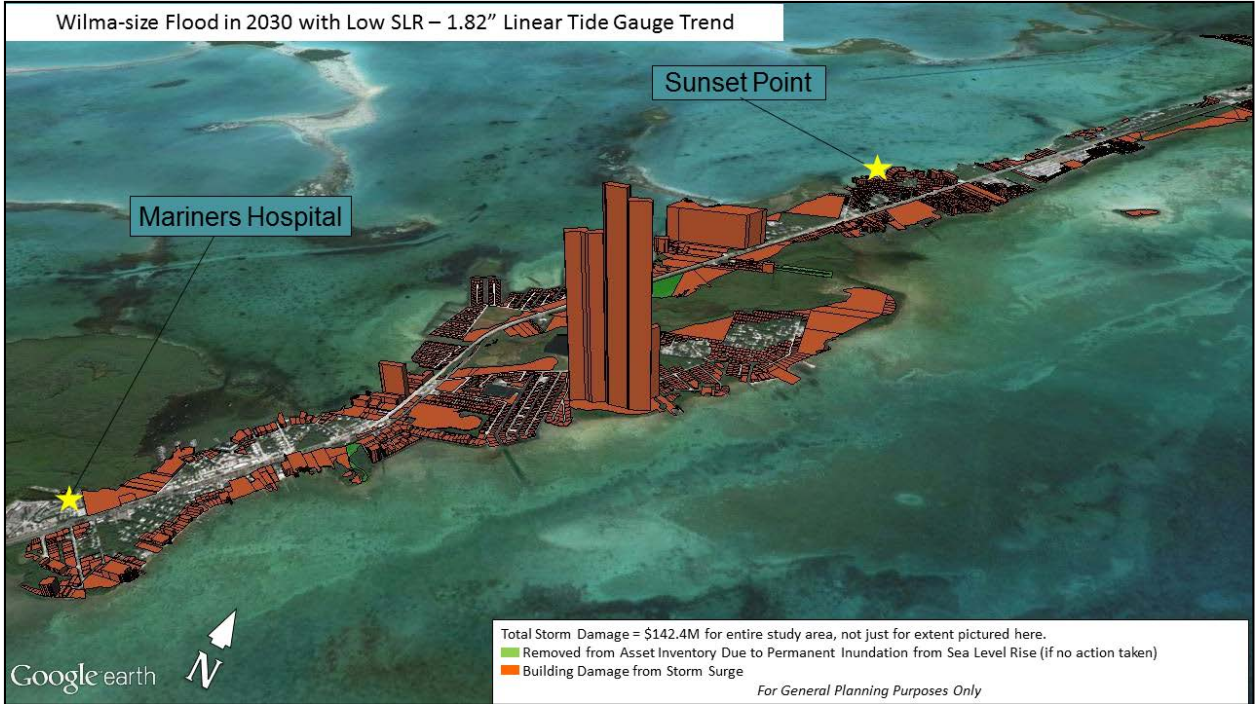 Wilma-size Flood in 2030 with Low SLR – 1.82” Linear Tide Gauge Trend
Sunset Point
Mariners Hospital
Total Storm Damage = $142.4M for entire study area, not just for extent pictured here.
Removed from Asset Inventory Due to Permanent Inundation from Sea Level Rise (if no action taken)
Building Damage from Storm Surge
For General Planning Purposes Only
Google earth
N